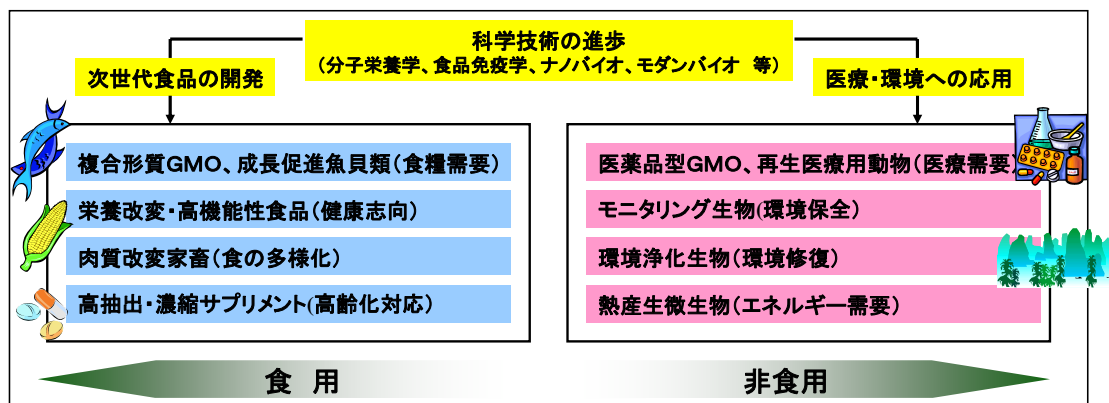 科学技術の進歩
（分子栄養学、食品免疫学、ナノバイオ、モダンバイオ 等）
次世代食品の開発
医療・環境への応用
複合形質GMO、成長促進魚貝類（食糧需要）
栄養改変・高機能性食品（健康志向）
肉質改変家畜（食の多様化）
高抽出・濃縮サプリメント(高齢化対応）
医薬品型GMO、再生医療用動物（医療需要）
モニタリング生物(環境保全）
環境浄化生物（環境修復）
熱産生微生物（エネルギー需要）
食 用
非食用